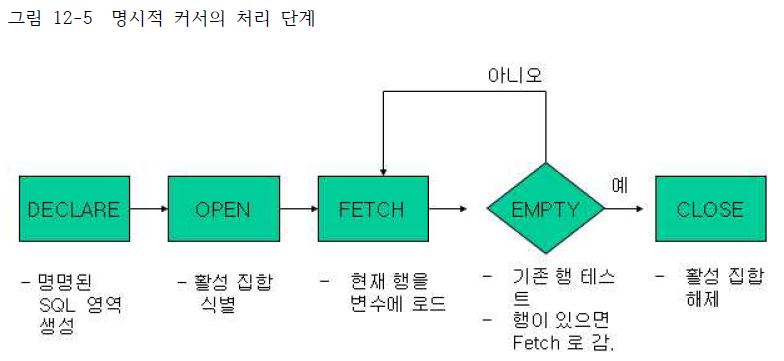 그림 12-5 명시적 커서의 처리 단계
아니오
예
DECLARE
OPEN
FETCH
EMPTY
CLOSE
- 명명된
SQL 영역
생성
- 활성 집합
식별
- 현재 행을
변수에 로드
- 기존 행 테스
트
- 행이 있으면
Fetch 로 감.
- 활성 집합
해제